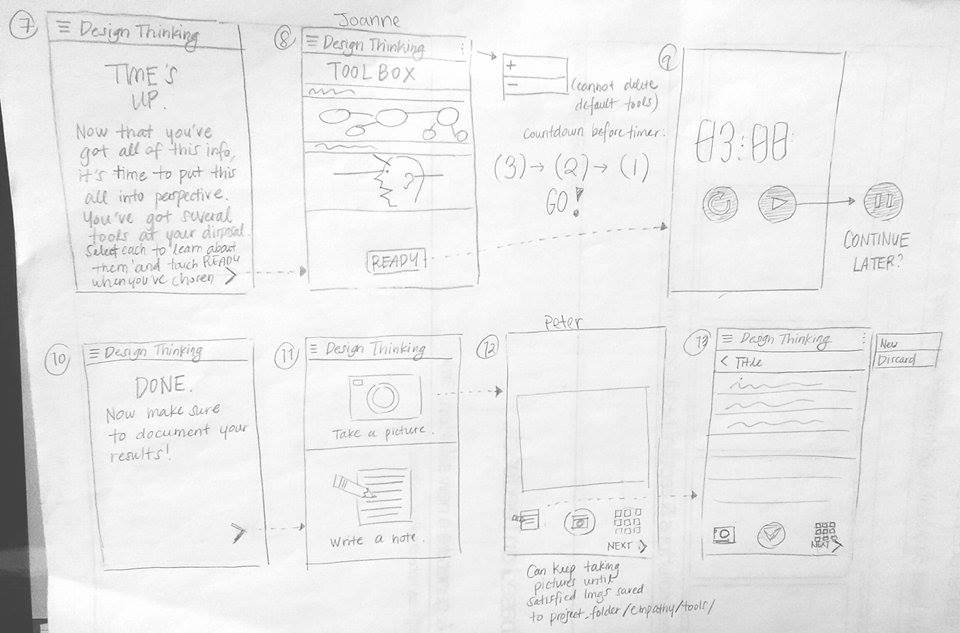 7
≡ Design Thinking
TIME'S
UP.
Now that you've
got all of this info,
it's time to put this
all into perspective.
You've got several
tools at your disposal.
Select each to learn about
them and touch READY
when you've chosen >
Joanne
8
≡ Design Thinking
TOOLBOX
?
READY
+
−
(cannot delete
default tools)
countdown before timer.
(3) → (2) → (1)
GO!
9
03:00
CONTINUE
LATER?
10
≡ Design Thinking
DONE.
Now make sure
to document your
results!
>
11
≡ Design Thinking
Take a picture.
Write a note.
Peter
12
NEXT >
Can keep taking
pictures until
satisfied imgs saved
to project_folder/empathy/tools/
13
≡ Design Thinking
< Title
New
Discard
NEXT >